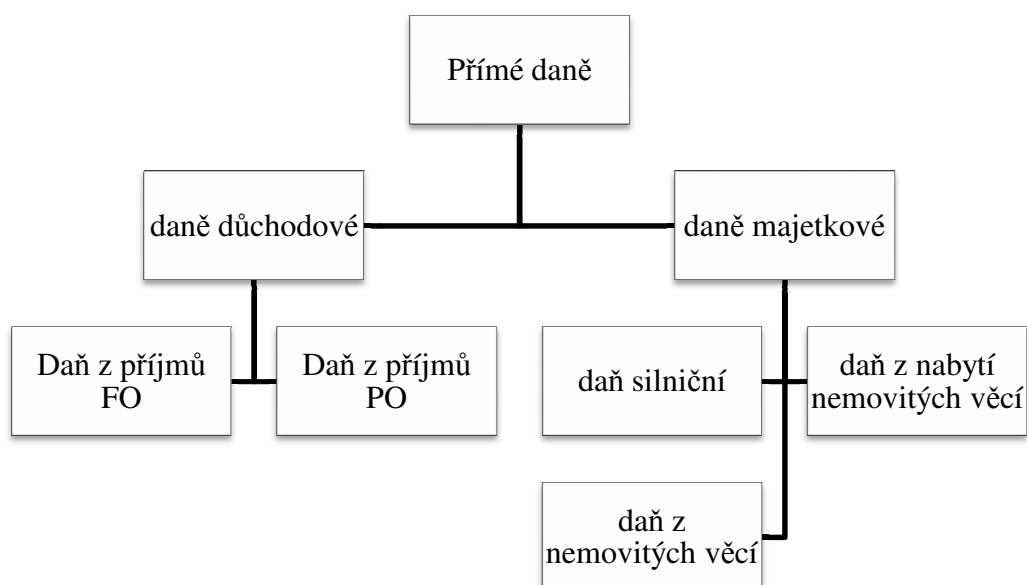 Přímé daně
daně důchodové
daně majetkové
Daň z příjmů
FO
Daň z příjmů
PO
daň silniční
daň z nabytí
nemovitých věcí
daň z
nemovitých věcí